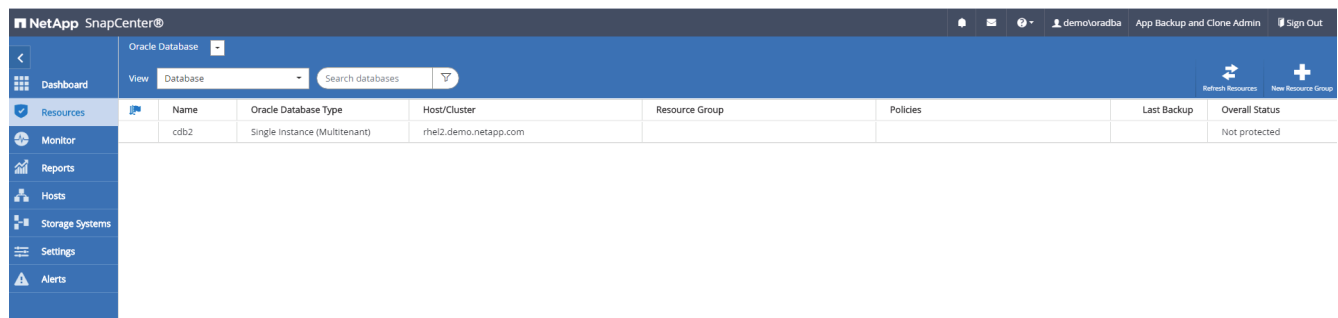 NetApp SnapCenter®
demo\oradba App Backup and Clone Admin Sign Out
Oracle Database
Dashboard
View Database Search databases
Refresh Resources New Resource Group
Resources
Name Oracle Database Type Host/Cluster Resource Group Policies Last Backup Overall Status
cdb2 Single Instance (Multitenant) rhel2.demo.netapp.com Not protected
Monitor
Reports
Hosts
Storage Systems
Settings
Alerts